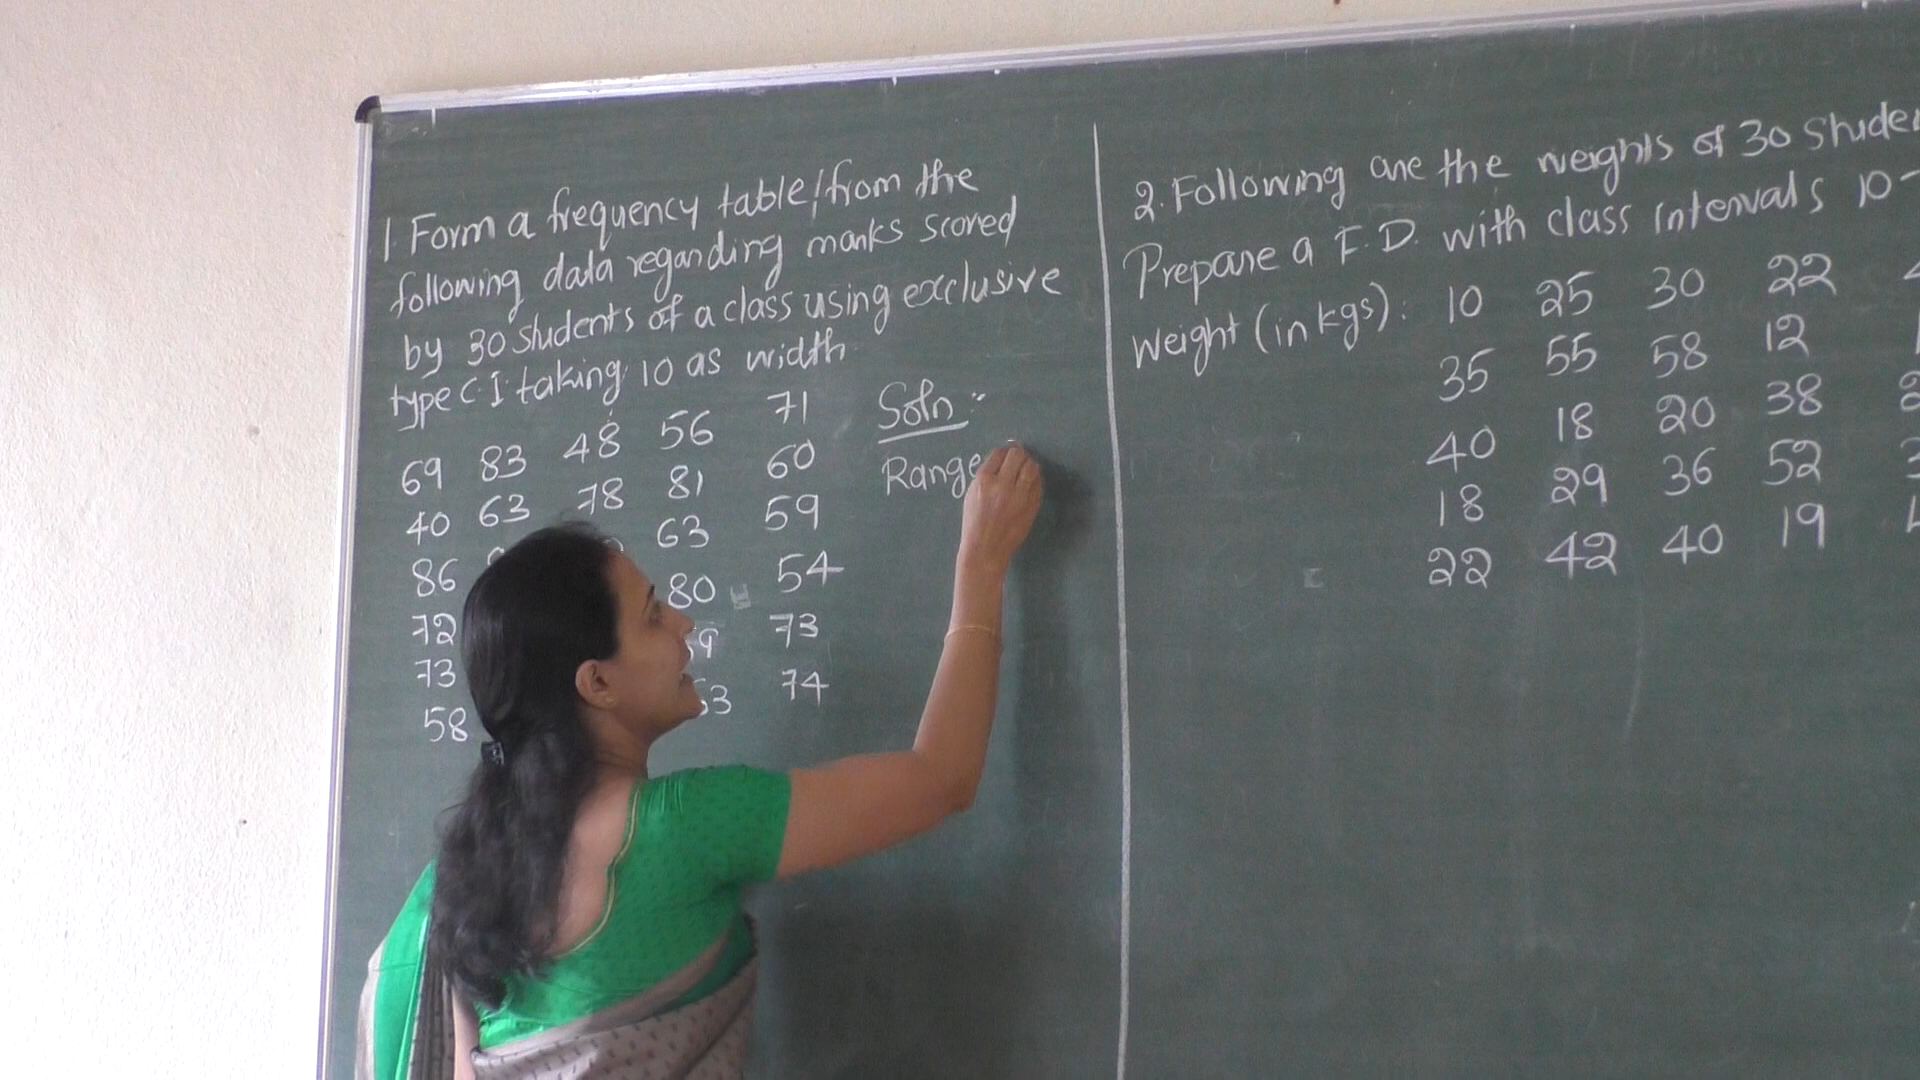 1. Form a frequency table from the
following data regarding marks scored
by 30 students of a class using exclusive
type C.I. taking 10 as width
69 83 48 56 71
40 63 78 81 60
86 63 59
72 80 54
73 73
58 74
Soln :-
Range
2. Following are the weights of 30
Prepare a F.D. with class intervals 10-
Weight (in kgs): 10 25 30 22
35 55 58 12
40 18 20 38
18 29 36 52
22 42 40 19